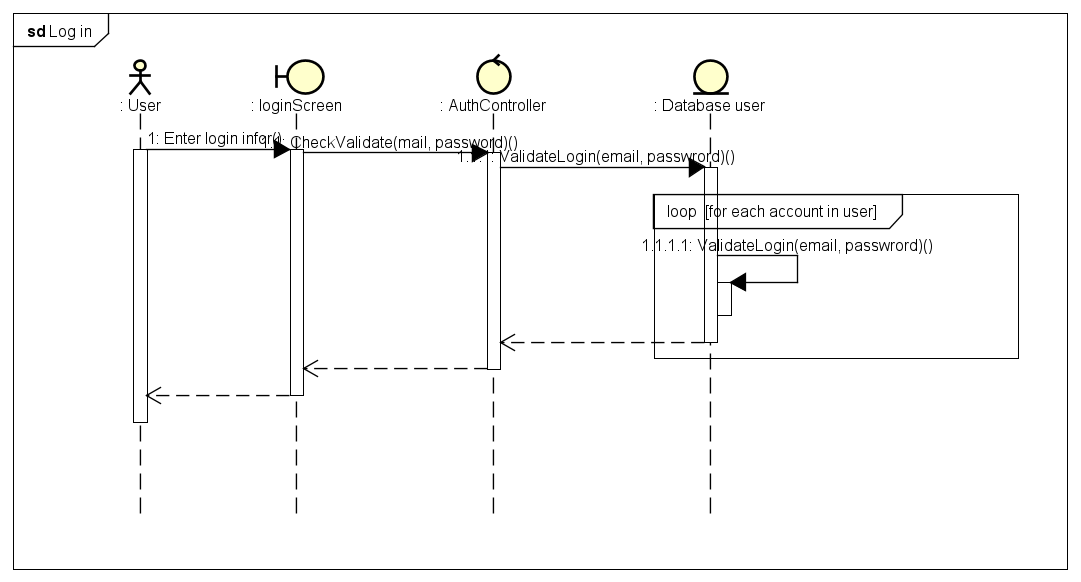 sd Log in
: User
: loginScreen
: AuthController
: Database user
1: Enter login infor()
1.1: CheckValidate(mail, password)()
1.1.1: ValidateLogin(email, passwrord)()
loop [for each account in user]
1.1.1.1: ValidateLogin(email, passwrord)()